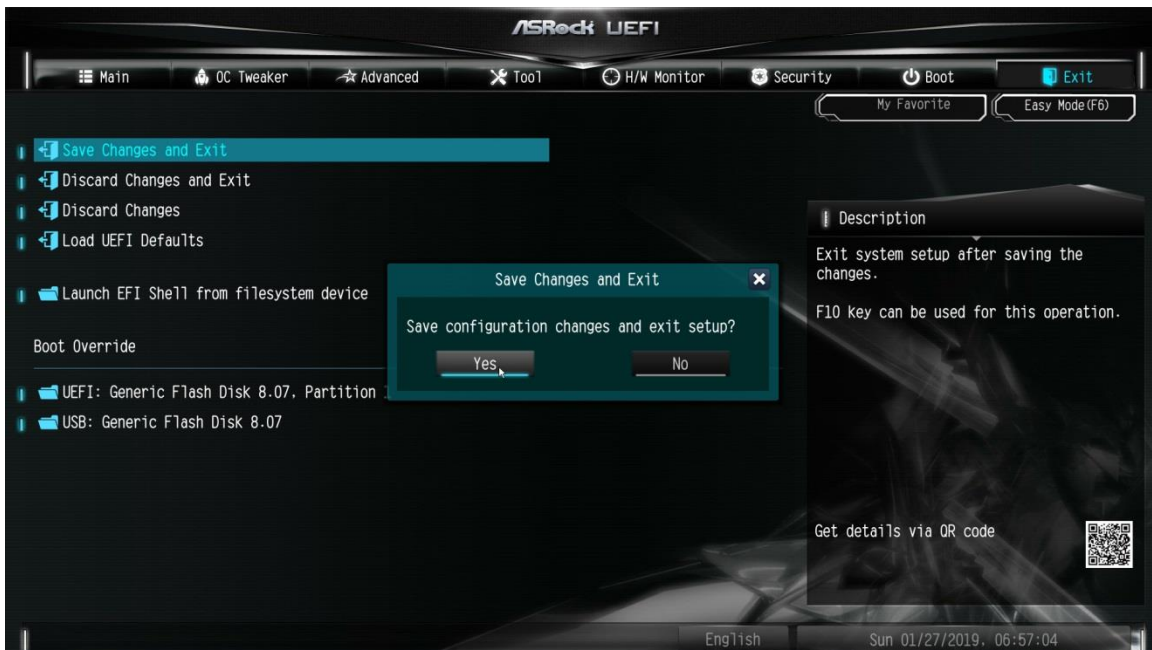 ASRock UEFI
Main
OC Tweaker
Advanced
Tool
H/W Monitor
Security
Boot
Exit
My Favorite
Easy Mode(F6)
Save Changes and Exit
Discard Changes and Exit
Discard Changes
Load UEFI Defaults
Launch EFI Shell from filesystem device
Boot Override
UEFI: Generic Flash Disk 8.07, Partition
USB: Generic Flash Disk 8.07
Save Changes and Exit
Save configuration changes and exit setup?
Yes
No
Description
Exit system setup after saving the
changes.
F10 key can be used for this operation.
Get details via QR code
English
Sun 01/27/2019. 06:57:04